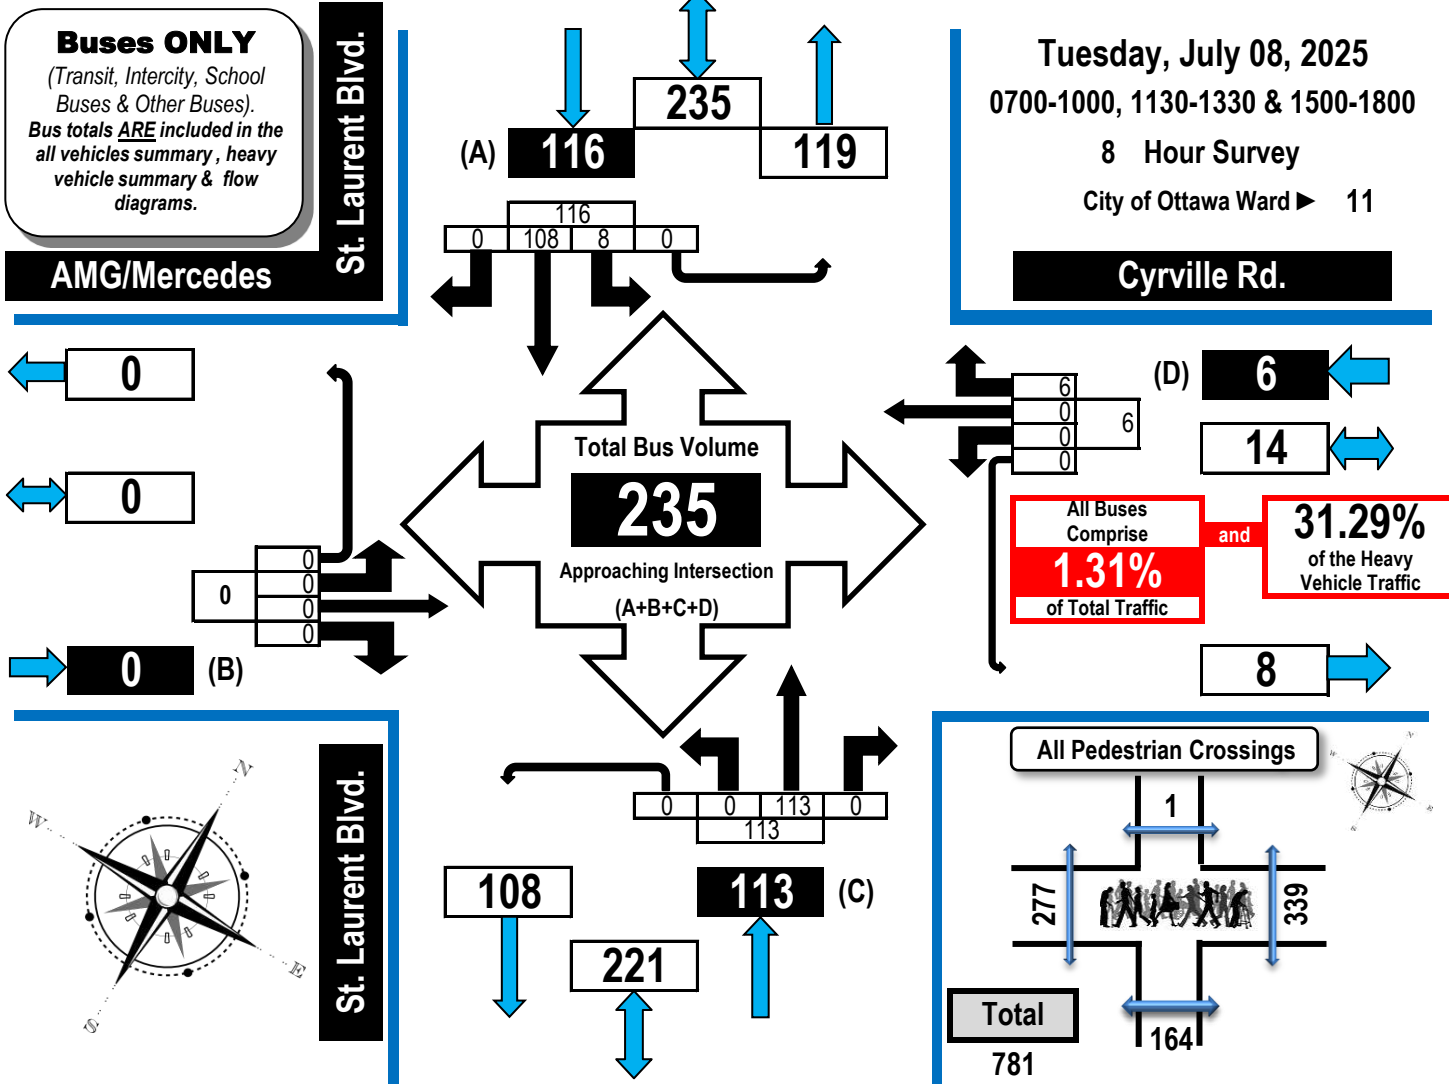 Buses ONLY
(Transit, Intercity, School
Buses & Other Buses).
Bus totals ARE included in the
all vehicles summary , heavy
vehicle summary & flow
diagrams.
St. Laurent Blvd.
AMG/Mercedes
235
(A) 116 119
116
0 108 8 0
Tuesday, July 08, 2025
0700-1000, 1130-1330 & 1500-1800
8 Hour Survey
City of Ottawa Ward ► 11
Cyrville Rd.
0
0
0
0
0
0
0
0 (B)
Total Bus Volume
235
Approaching Intersection
(A+B+C+D)
(D) 6
6
0
0
0
6
14
All Buses
Comprise
1.31%
of Total Traffic
and
31.29%
of the Heavy
Vehicle Traffic
8
St. Laurent Blvd.
N
W
E
S
0 0 113 0
113
108 113 (C)
221
All Pedestrian Crossings
N
W
E
S
1
277
339
164
Total
781